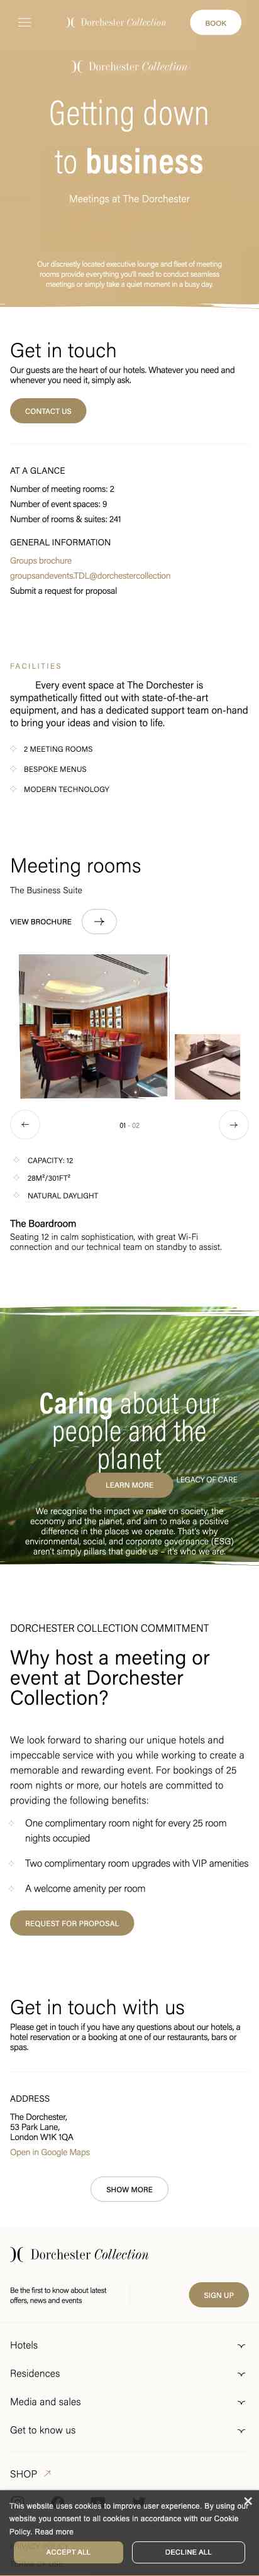 Dorchester Collection
BOOK
Dorchester Collection
Getting down
to business
Meetings at The Dorchester
Our discreetly located executive lounge and fleet of meeting
rooms provide everything you'll need to conduct seamless
meetings or simply take a quiet moment in a busy day.
Get in touch
Our guests are the heart of our hotels. Whatever you need and
whenever you need it, simply ask.
CONTACT US
AT A GLANCE
Number of meeting rooms: 2
Number of event spaces: 9
Number of rooms & suites: 241
GENERAL INFORMATION
Groups brochure
groupsandevents.TDL@dorchestercollection
Submit a request for proposal
FACILITIES
Every event space at The Dorchester is
sympathetically fitted out with state-of-the-art
equipment, and has a dedicated support team on-hand
to bring your ideas and vision to life.
2 MEETING ROOMS
BESPOKE MENUS
MODERN TECHNOLOGY
Meeting rooms
The Business Suite
VIEW BROCHURE
01 - 02
CAPACITY: 12
28M²/301FT²
NATURAL DAYLIGHT
The Boardroom
Seating 12 in calm sophistication, with great Wi-Fi
connection and our technical team on standby to assist.
Caring about our
people and the
planet
LEARN MORE
LEGACY OF CARE
We recognise the impact we make on society, the
economy and the planet, and aim to make a positive
difference in the places we operate. That's why
environmental, social, and corporate governance (ESG)
aren't simply pillars that guide us – it's who we are.
DORCHESTER COLLECTION COMMITMENT
Why host a meeting or
event at Dorchester
Collection?
We look forward to sharing our unique hotels and
impeccable service with you while working to create a
memorable and rewarding event. For bookings of 25
room nights or more, our hotels are committed to
providing the following benefits:
One complimentary room night for every 25 room
nights occupied
Two complimentary room upgrades with VIP amenities
A welcome amenity per room
REQUEST FOR PROPOSAL
Get in touch with us
Please get in touch if you have any questions about our hotels, a
hotel reservation or a booking at one of our restaurants, bars or
spas.
ADDRESS
The Dorchester,
53 Park Lane,
London W1K 1QA
Open in Google Maps
SHOW MORE
Dorchester Collection
Be the first to know about latest
offers, news and events
SIGN UP
Hotels
Residences
Media and sales
Get to know us
SHOP
This website uses cookies to improve user experience. By using our
website you consent to all cookies in accordance with our Cookie
Policy. Read more
ACCEPT ALL
DECLINE ALL